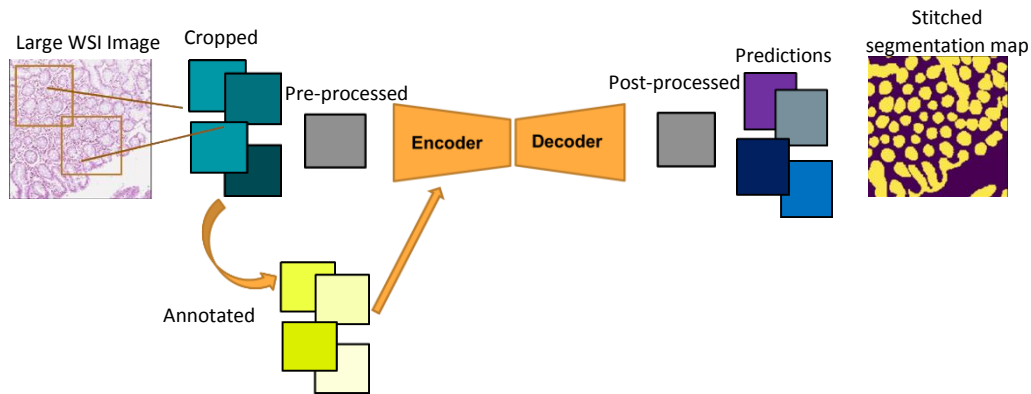 Large WSI Image
Cropped
Pre-processed
Encoder
Decoder
Post-processed
Predictions
Stitched
segmentation map
Annotated